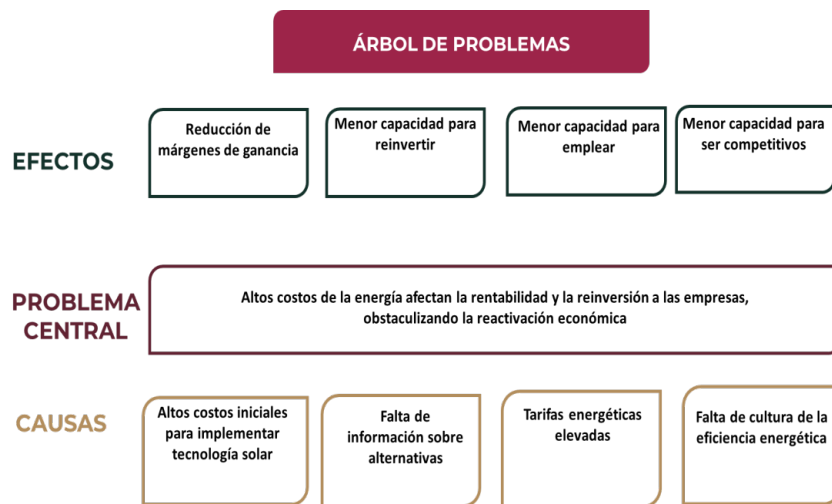 ÁRBOL DE PROBLEMAS
EFECTOS
Reducción de
márgenes de ganancia
Menor capacidad para
reinvertir
Menor capacidad para
emplear
Menor capacidad para
ser competitivos
PROBLEMA
CENTRAL
Altos costos de la energía afectan la rentabilidad y la reinversión a las empresas,
obstaculizando la reactivación económica
CAUSAS
Altos costos iniciales
para implementar
tecnología solar
Falta de
información sobre
alternativas
Tarifas energéticas
elevadas
Falta de cultura de la
eficiencia energética